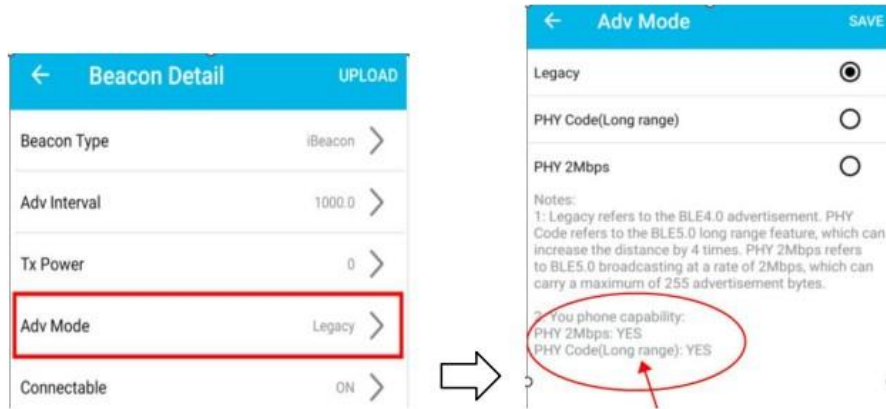 Beacon Detail UPLOAD
Beacon Type iBeacon
Adv Interval 1000.0
Tx Power 0
Adv Mode Legacy
Connectable ON
Adv Mode SAVE
Legacy
PHY Code(Long range)
PHY 2Mbps
Notes:
1: Legacy refers to the BLE4.0 advertisement. PHY
Code refers to the BLE5.0 long range feature, which can
increase the distance by 4 times. PHY 2Mbps refers
to BLE5.0 broadcasting at a rate of 2Mbps, which can
carry a maximum of 255 advertisement bytes.
2: You phone capability:
PHY 2Mbps: YES
PHY Code(Long range): YES